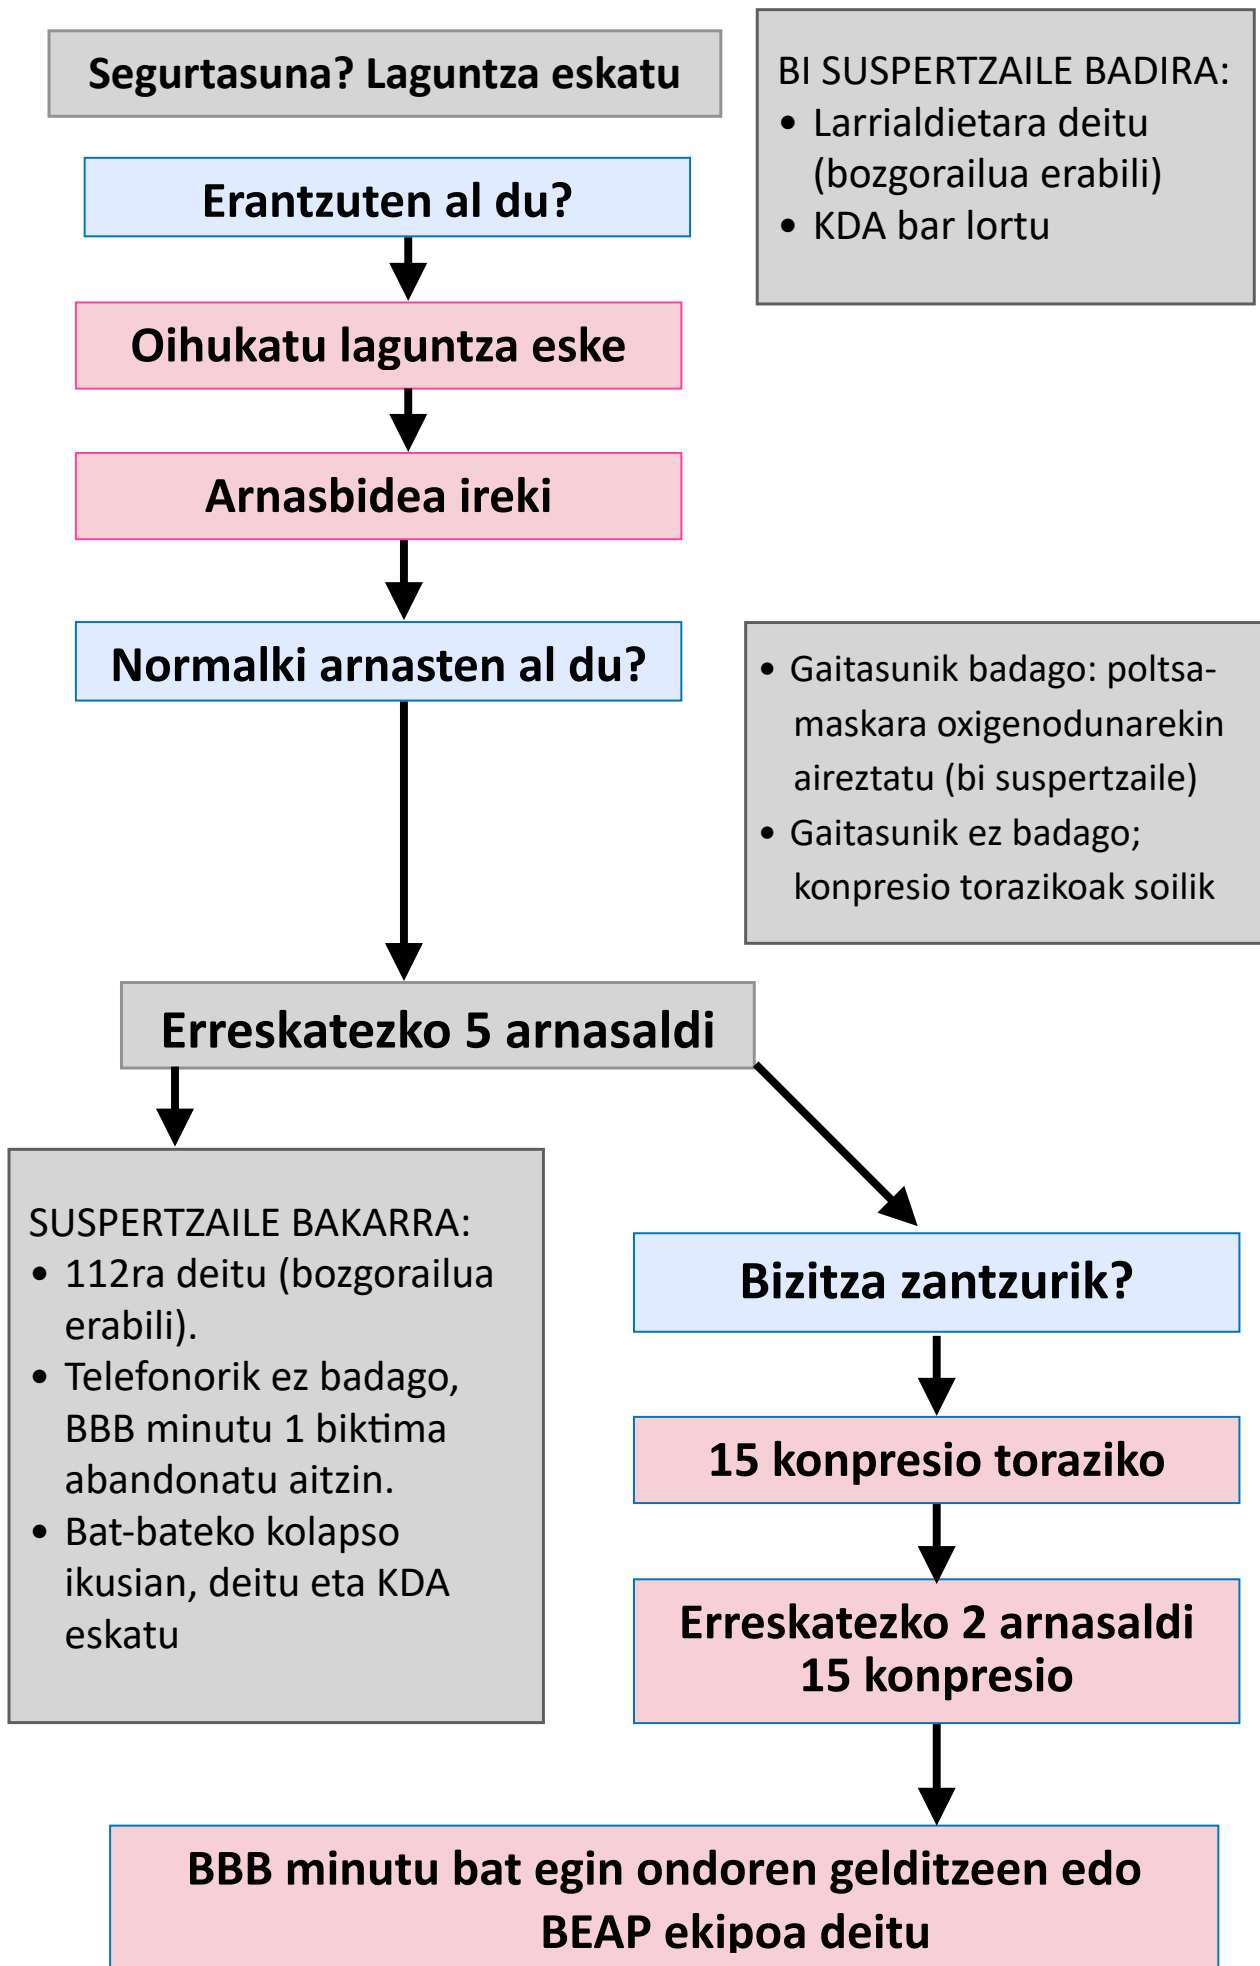 Segurtasuna? Laguntza eskatu
BI SUSPERTZAILE BADIRA:
• Larrialdietara deitu
(bozgorailua erabili)
• KDA bar lortu
Erantzuten al du?
Oihukatu laguntza eske
Arnasbidea ireki
Normalki arnasten al du?
• Gaitasunik badago: poltsa-
maskara oxigenodunarekin
aireztatu (bi suspertzaile)
• Gaitasunik ez badago;
konpresio torazikoak soilik
Erreskatezko 5 arnasaldi
SUSPERTZAILE BAKARRA:
• 112ra deitu (bozgorailua
erabili).
• Telefonorik ez badago,
BBB minutu 1 biktima
abandonatu aitzin.
• Bat-bateko kolapso
ikusian, deitu eta KDA
eskatu
Bizitza zantzurik?
15 konpresio toraziko
Erreskatezko 2 arnasaldi
15 konpresio
BBB minutu bat egin ondoren gelditzeen edo
BEAP ekipoa deitu